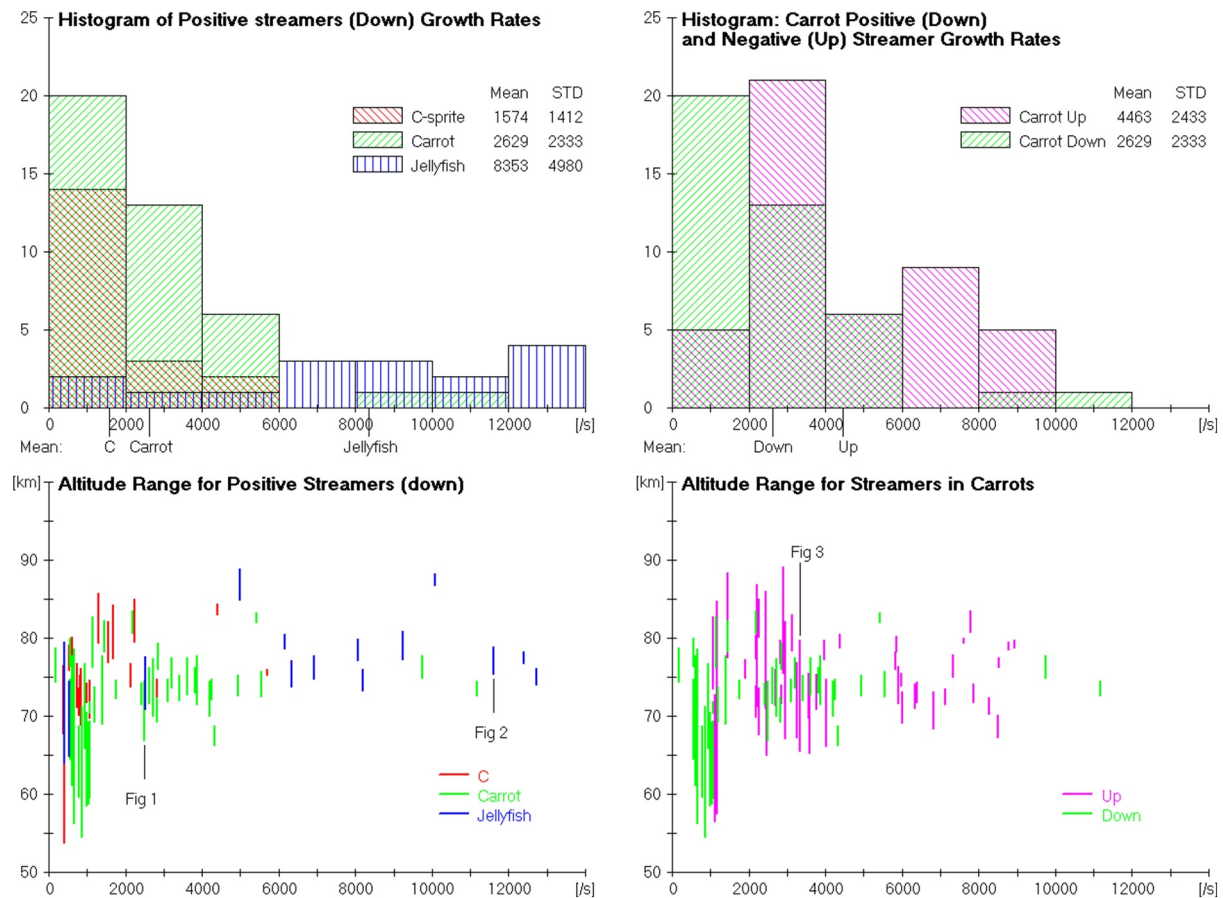 Histogram of Positive streamers (Down) Growth Rates
25
20
15
10
5
0
Mean STD
C-sprite 1574 1412
Carrot 2629 2333
Jellyfish 8353 4980
0 2000 4000 6000 8000 10000 12000 [/s]
Mean: C Carrot Jellyfish
Histogram: Carrot Positive (Down)
and Negative (Up) Streamer Growth Rates
25
20
15
10
5
0
Mean STD
Carrot Up 4463 2433
Carrot Down 2629 2333
0 2000 4000 6000 8000 10000 12000 [/s]
Mean: Down Up
[km] Altitude Range for Positive Streamers (down)
90
80
70
60
50
Fig 1
Fig 2
C
Carrot
Jellyfish
0 2000 4000 6000 8000 10000 12000 [/s]
[km] Altitude Range for Streamers in Carrots
90
80
70
60
50
Fig 3
Up
Down
0 2000 4000 6000 8000 10000 12000 [/s]